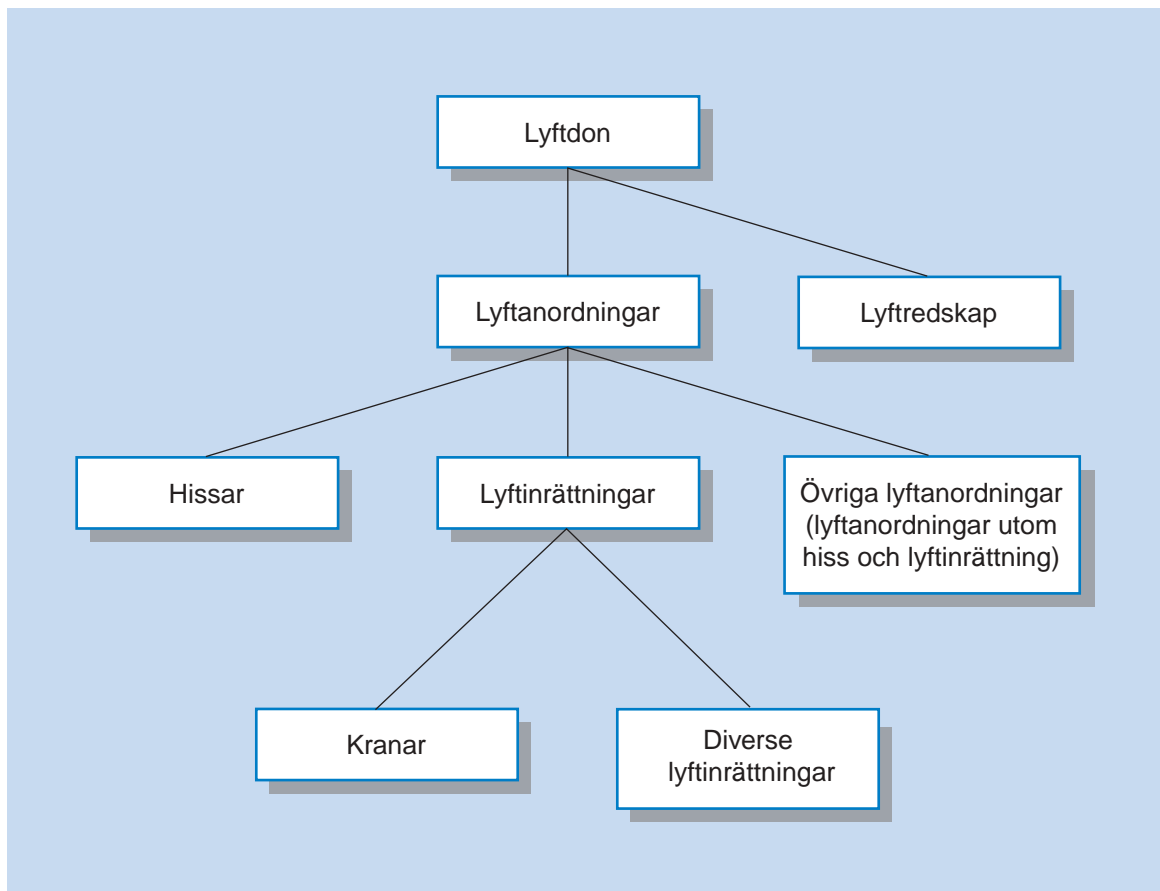 Lyftdon
Lyftanordningar
Lyftredskap
Hissar
Lyftinrättningar
Övriga lyftanordningar
(lyftanordningar utom
hiss och lyftinrättning)
Kranar
Diverse
lyftinrättningar